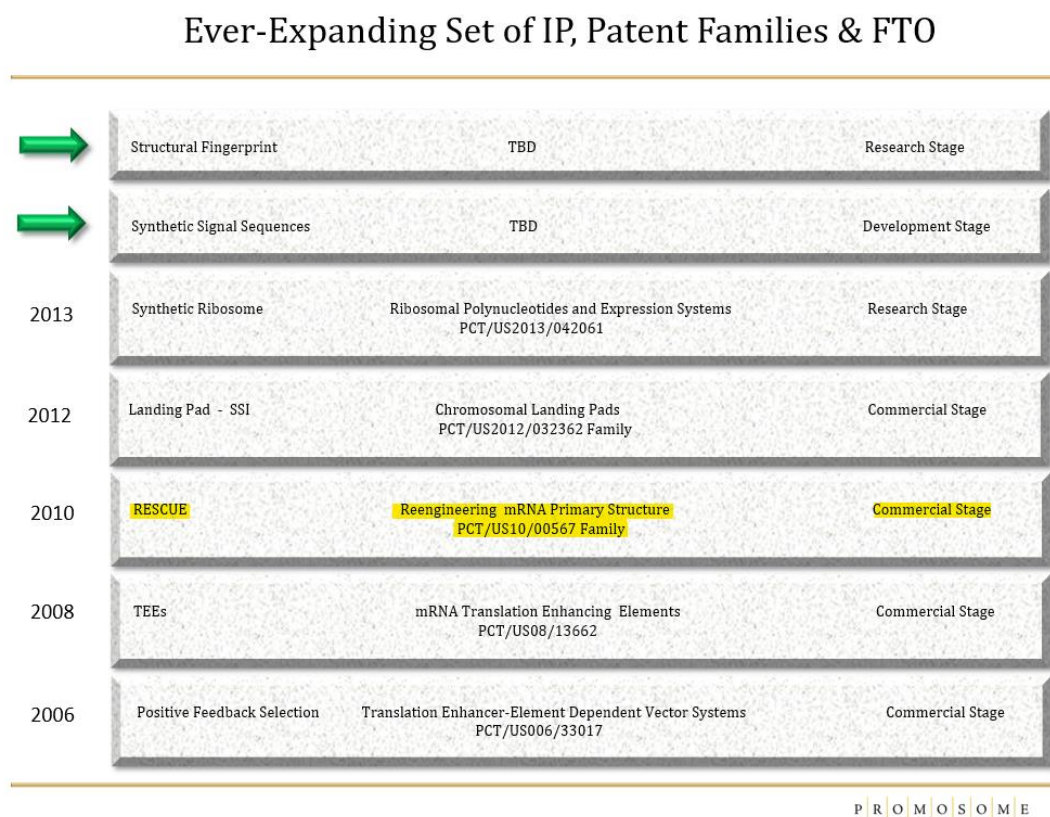 Ever-Expanding Set of IP, Patent Families & FTO
Structural Fingerprint TBD Research Stage
Synthetic Signal Sequences TBD Development Stage
2013 Synthetic Ribosome Ribosomal Polynucleotides and Expression Systems Research Stage
PCT/US2013/042061
2012 Landing Pad - SSI Chromosomal Landing Pads Commercial Stage
PCT/US2012/032362 Family
2010 RESCUE Reengineering mRNA Primary Structure Commercial Stage
PCT/US10/00567 Family
2008 TEEs mRNA Translation Enhancing Elements Commercial Stage
PCT/US08/13662
2006 Positive Feedback Selection Translation Enhancer-Element Dependent Vector Systems Commercial Stage
PCT/US006/33017
PROMOSOME